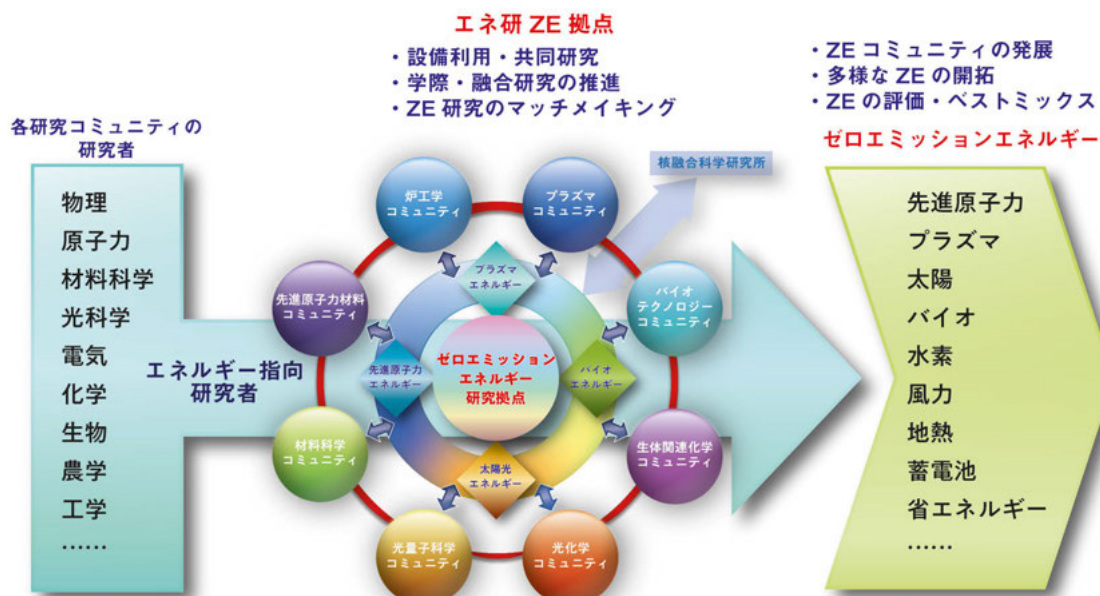 エネ研 ZE 拠点
・設備利用・共同研究
・学際・融合研究の推進
・ZE 研究のマッチメイキング
・ZE コミュニティの発展
・多様な ZE の開拓
・ZE の評価・ベストミックス
各研究コミュニティの
研究者
ゼロエミッションエネルギー
物理
原子力
材料科学
光科学
電気
化学
生物
農学
工学
……
エネルギー指向
研究者
核融合科学研究所
炉工学
コミュニティ
プラズマ
コミュニティ
先進原子力材料
コミュニティ
バイオ
テクノロジー
コミュニティ
材料科学
コミュニティ
生体関連化学
コミュニティ
光量子科学
コミュニティ
光化学
コミュニティ
プラズマ
エネルギー
先進原子力
エネルギー
バイオ
エネルギー
太陽光
エネルギー
ゼロエミッション
エネルギー
研究拠点
先進原子力
プラズマ
太陽
バイオ
水素
風力
地熱
蓄電池
省エネルギー
……